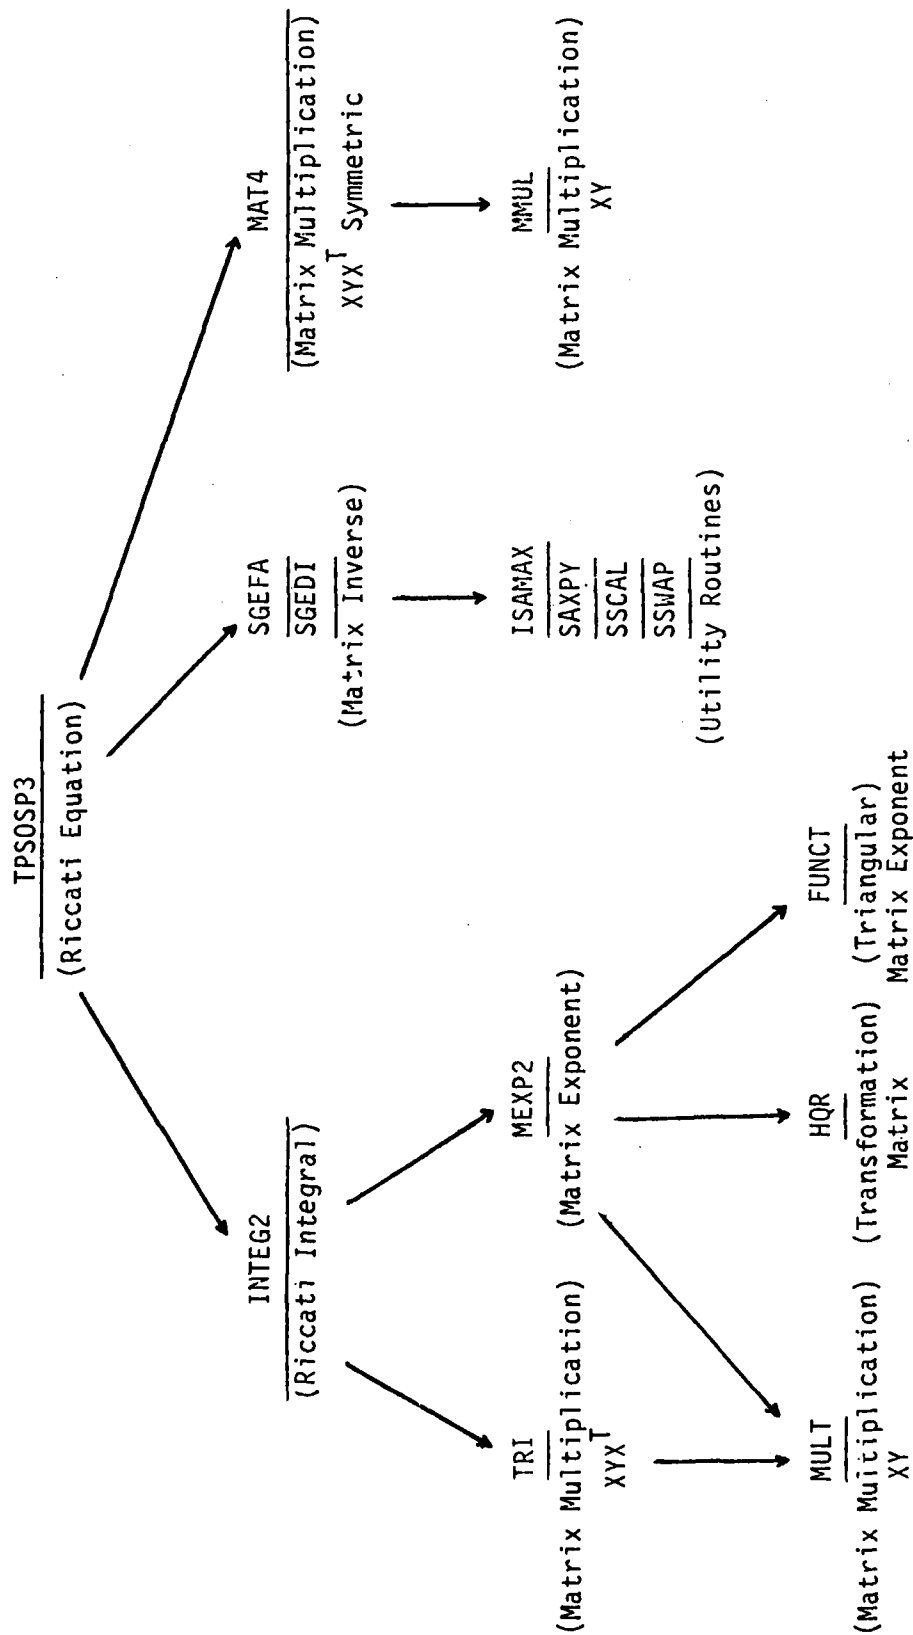 TPSOSP3
(Riccati Equation)
INTEG2
(Riccati Integral)
SGEFA
SGEDI
(Matrix Inverse)
MAT4
(Matrix Multiplication)
XYX^T Symmetric
TRI
(Matrix Multiplication)
XYX^T
MEXP2
(Matrix Exponent)
ISAMAX
SAXPY
SSCAL
SSWAP
(Utility Routines)
MMUL
(Matrix Multiplication)
XY
MULT
(Matrix Multiplication)
XY
HQR
(Transformation)
Matrix
FUNCT
(Triangular)
Matrix Exponent